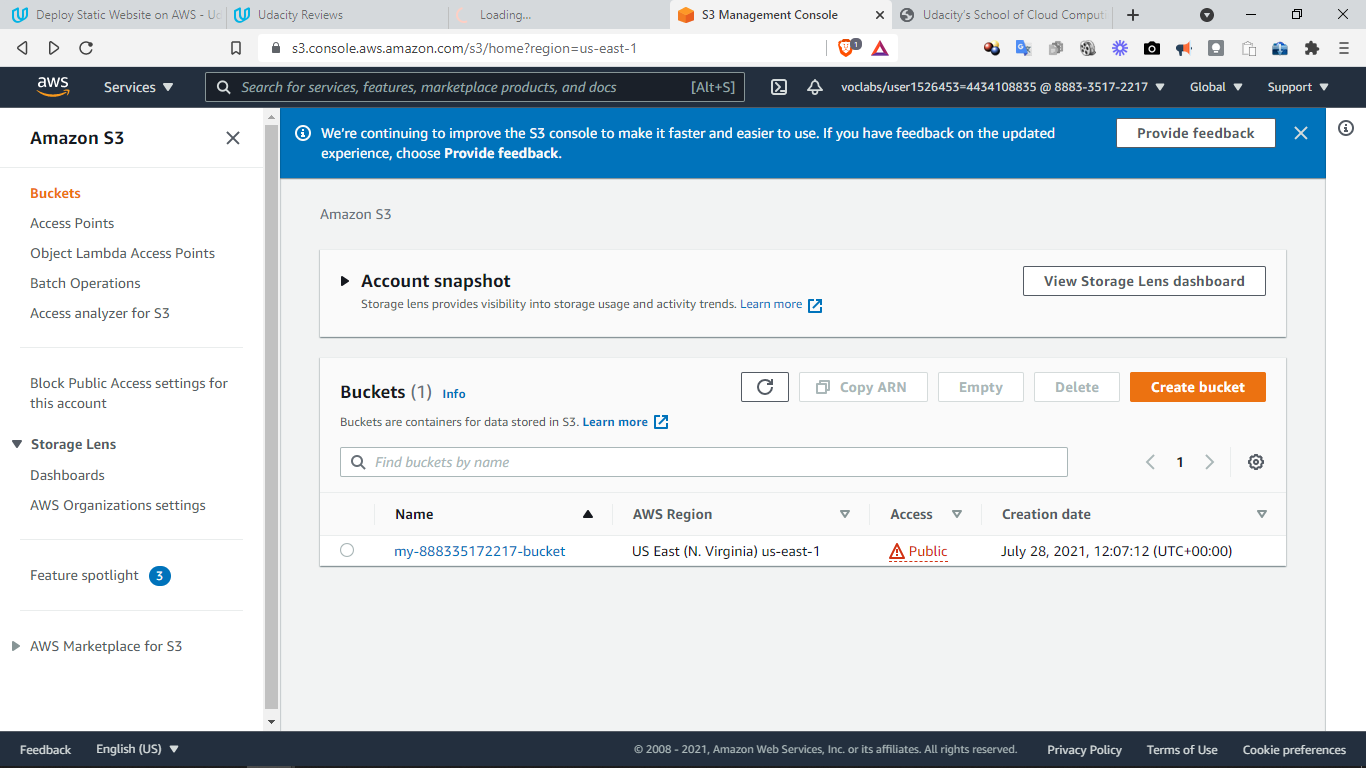 Deploy Static Website on AWS - Ud
Udacity Reviews
Loading...
S3 Management Console
Udacity's School of Cloud Comput
s3.console.aws.amazon.com/s3/home?region=us-east-1
1
aws
Services
Search for services, features, marketplace products, and docs
[Alt+S]
voclabs/user1526453=4434108835 @ 8883-3517-2217
Global
Support
Amazon S3
Buckets
Access Points
Object Lambda Access Points
Batch Operations
Access analyzer for S3
Block Public Access settings for
this account
Storage Lens
Dashboards
AWS Organizations settings
Feature spotlight 3
AWS Marketplace for S3
We're continuing to improve the S3 console to make it faster and easier to use. If you have feedback on the updated
experience, choose Provide feedback.
Provide feedback
Amazon S3
Account snapshot
Storage lens provides visibility into storage usage and activity trends. Learn more
View Storage Lens dashboard
Buckets (1) Info
Copy ARN
Empty
Delete
Create bucket
Buckets are containers for data stored in S3. Learn more
Find buckets by name
1
Name
AWS Region
Access
Creation date
my-888335172217-bucket
US East (N. Virginia) us-east-1
Public
July 28, 2021, 12:07:12 (UTC+00:00)
Feedback
English (US)
© 2008 - 2021, Amazon Web Services, Inc. or its affiliates. All rights reserved.
Privacy Policy
Terms of Use
Cookie preferences